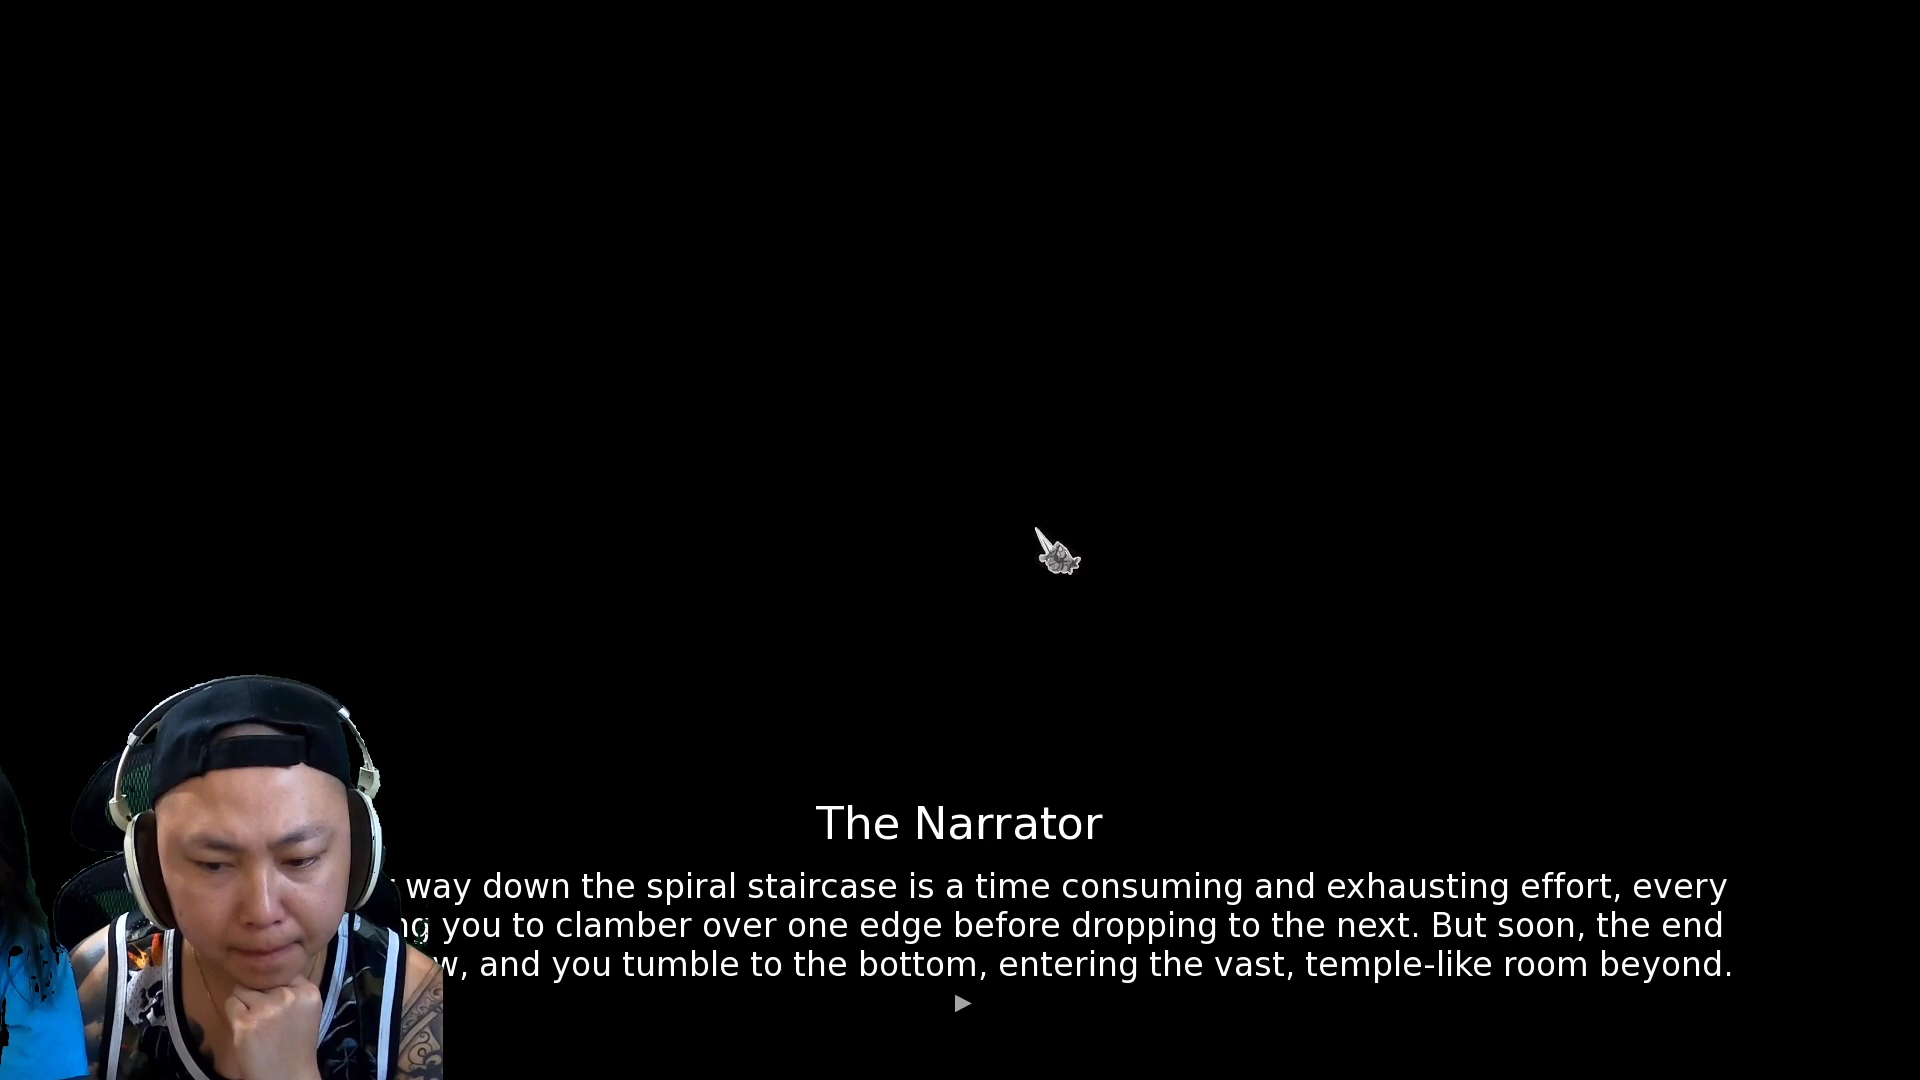 The Narrator
way down the spiral staircase is a time consuming and exhausting effort, every
you to clamber over one edge before dropping to the next. But soon, the end
and you tumble to the bottom, entering the vast, temple-like room beyond.